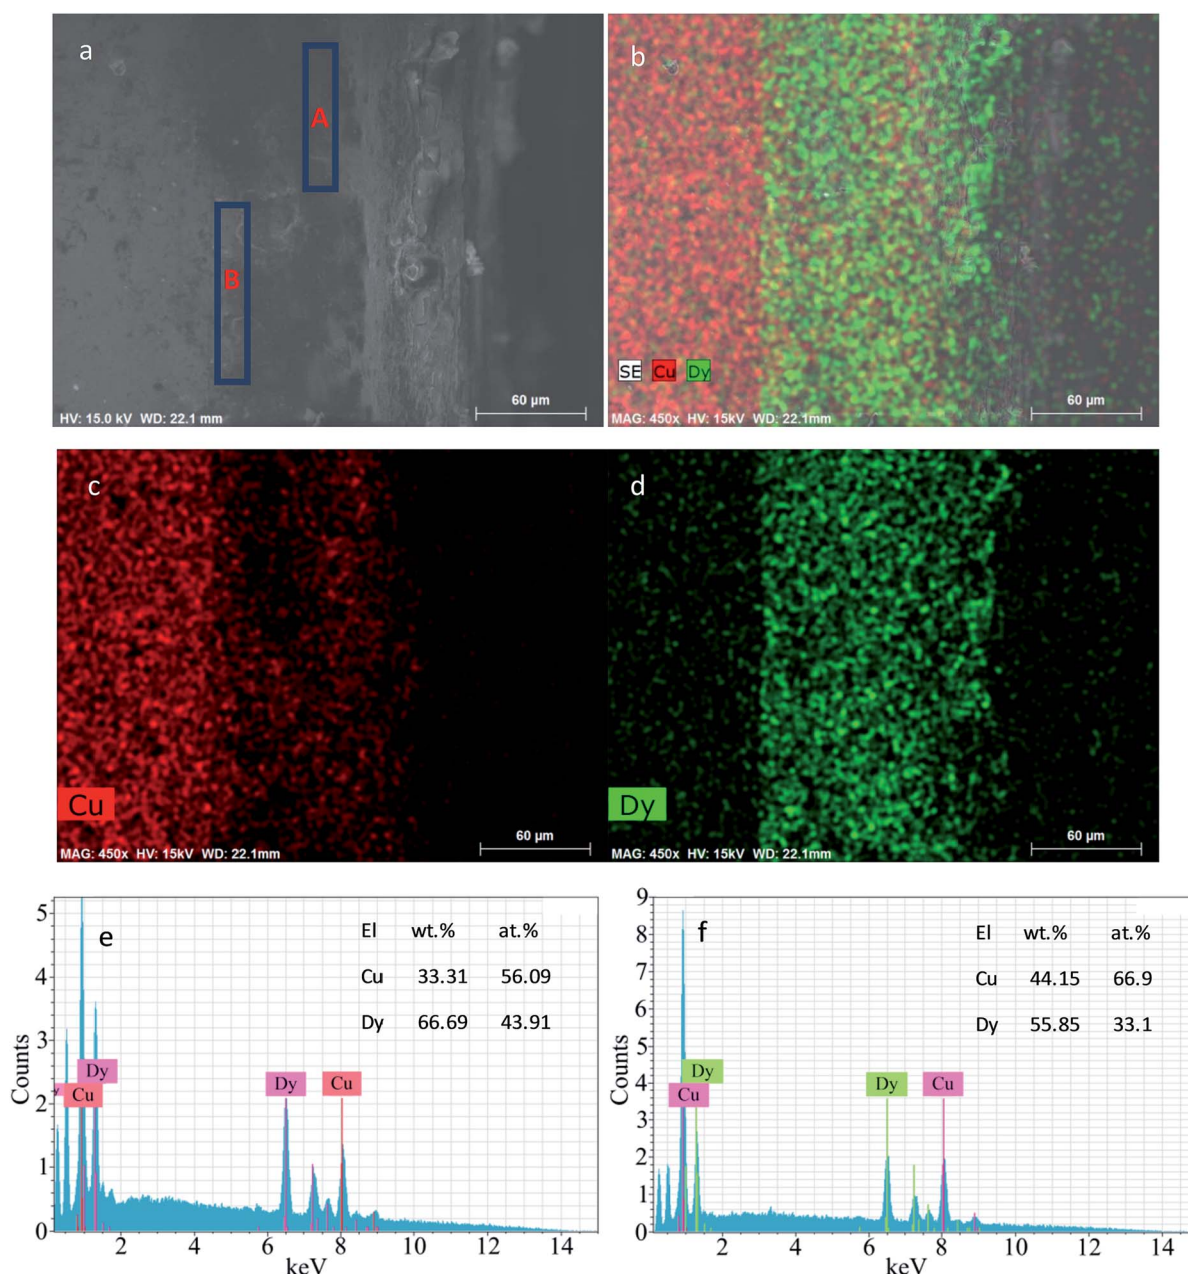 a
A
B
HV: 15.0 kV WD: 22.1 mm
60 µm
b
SE Cu Dy
MAG: 450x HV: 15kV WD: 22.1mm
60 µm
c
Cu
MAG: 450x HV: 15kV WD: 22.1mm
60 µm
d
Dy
MAG: 450x HV: 15kV WD: 22.1mm
60 µm
e
El wt.% at.%
Cu 33.31 56.09
Dy 66.69 43.91
Dy
Cu
Dy
Cu
5
4
3
2
1
0
Counts
2 4 6 8 10 12 14
keV
f
El wt.% at.%
Cu 44.15 66.9
Dy 55.85 33.1
Dy
Cu
Dy
Cu
9
8
7
6
5
4
3
2
1
0
Counts
2 4 6 8 10 12 14
keV